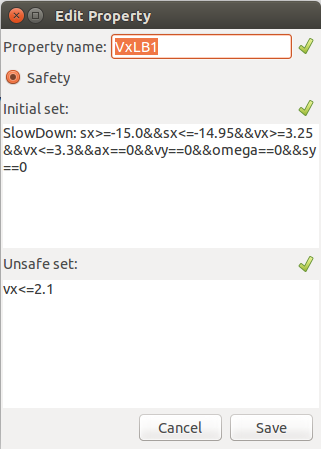 Edit Property
Property name: VxLB1
Safety
Initial set:
SlowDown: sx>=-15.0&&sx<=-14.95&&vx>=3.25
&&vx<=3.3&&ax==0&&vy==0&&omega==0&&sy
==0
Unsafe set:
vx<=2.1
Cancel Save